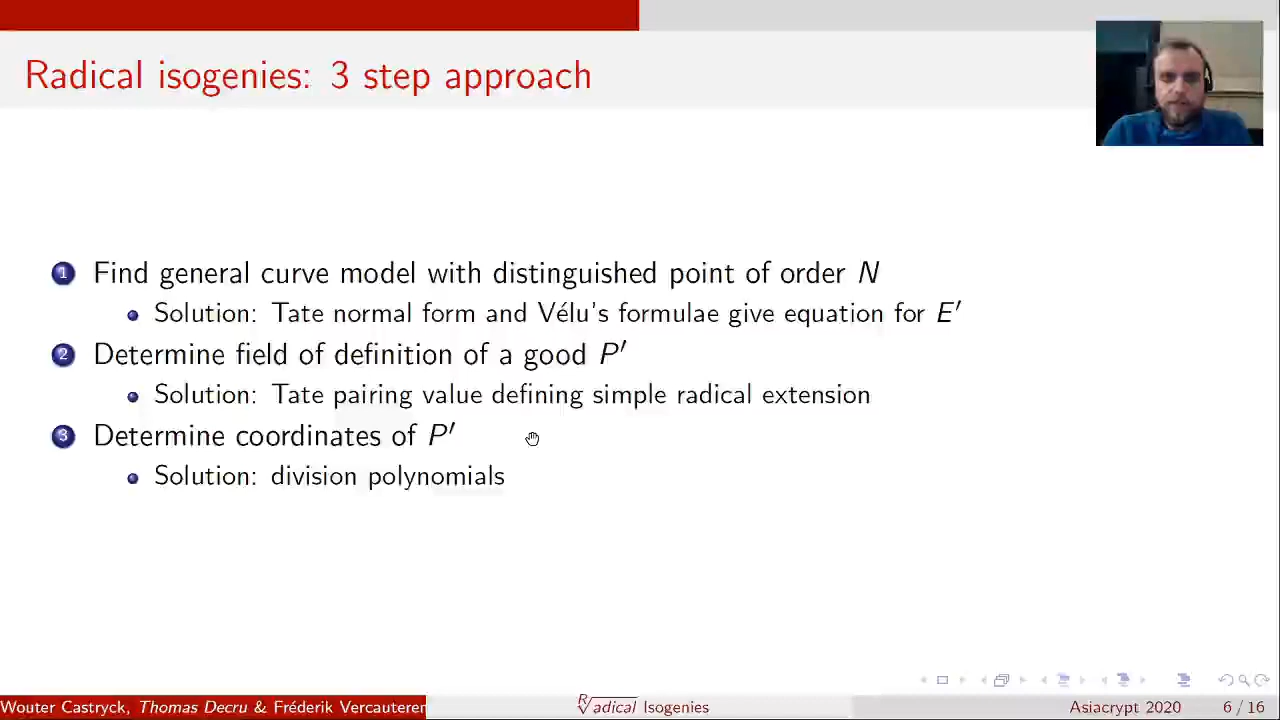 Radical isogenies: 3 step approach
1 Find general curve model with distinguished point of order N
Solution: Tate normal form and Vélu's formulae give equation for E′
2 Determine field of definition of a good P′
Solution: Tate pairing value defining simple radical extension
3 Determine coordinates of P′
Solution: division polynomials
Wouter Castryck, Thomas Decru & Fréderik Vercauteren
R√adical Isogenies
Asiacrypt 2020 6 / 16